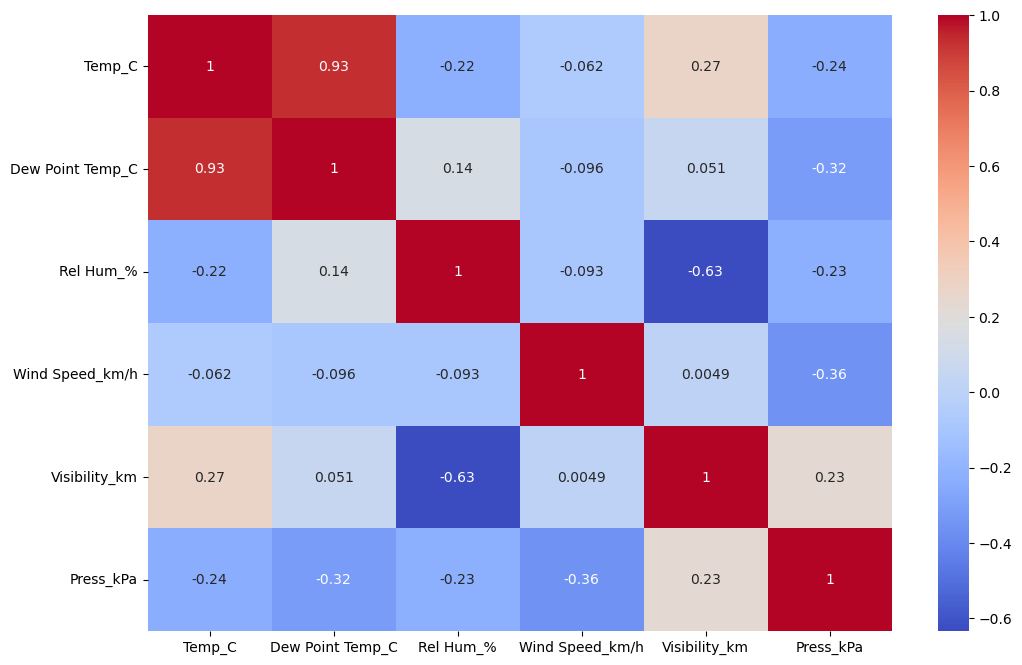 Temp_C 1 0.93 -0.22 -0.062 0.27 -0.24
Dew Point Temp_C 0.93 1 0.14 -0.096 0.051 -0.32
Rel Hum_% -0.22 0.14 1 -0.093 -0.63 -0.23
Wind Speed_km/h -0.062 -0.096 -0.093 1 0.0049 -0.36
Visibility_km 0.27 0.051 -0.63 0.0049 1 0.23
Press_kPa -0.24 -0.32 -0.23 -0.36 0.23 1
Temp_C Dew Point Temp_C Rel Hum_% Wind Speed_km/h Visibility_km Press_kPa
1.0
0.8
0.6
0.4
0.2
0.0
−0.2
−0.4
−0.6